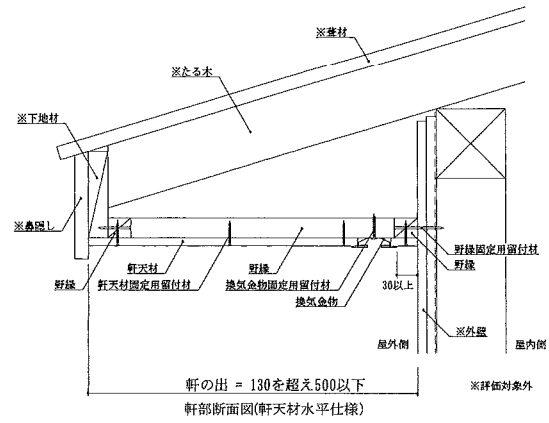 ※葺材
※たる木
※下地材
※鼻隠し
軒天材
野縁
野縁固定用留付材
野縁
軒天材固定用留付材
換気金物固定用留付材
野縁
換気金物
30以上
※外壁
屋外側
屋内側
軒の出 = 130を超え500以下
※評価対象外
軒部断面図(軒天材水平仕様)